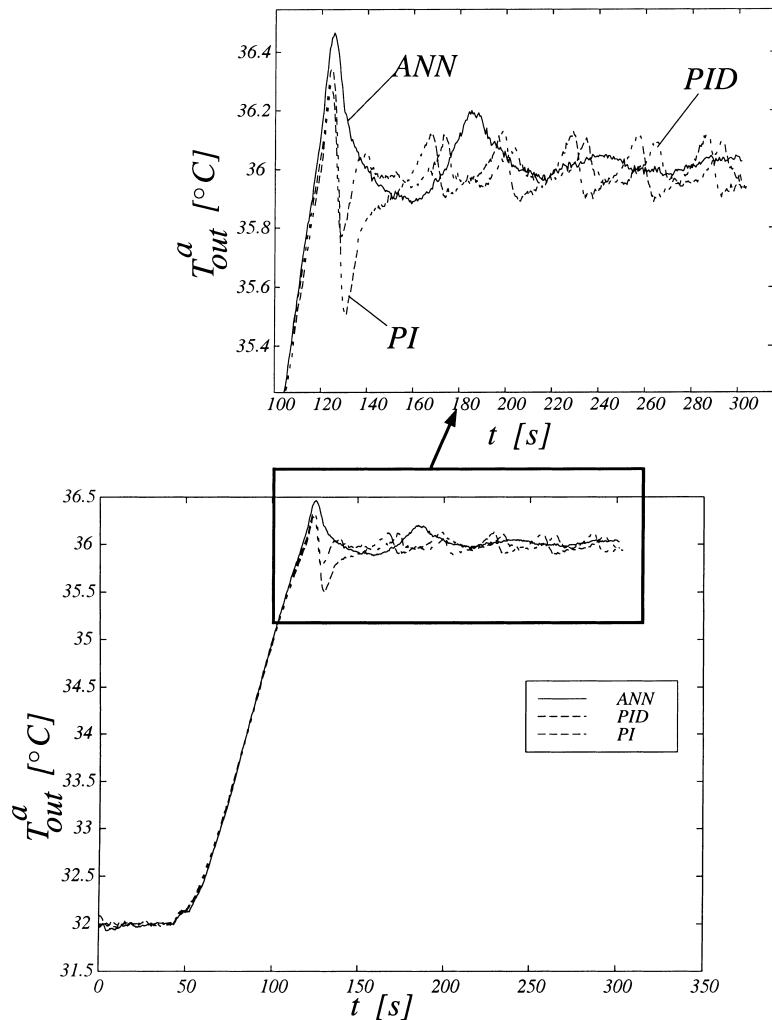 36.4
36.2
36
35.8
35.6
35.4
T^a_out [°C]
ANN
PID
PI
100 120 140 160 180 200 220 240 260 280 300
t [s]
36.5
36
35.5
35
34.5
34
33.5
33
32.5
32
31.5
T^a_out [°C]
ANN
PID
PI
0 50 100 150 200 250 300 350
t [s]